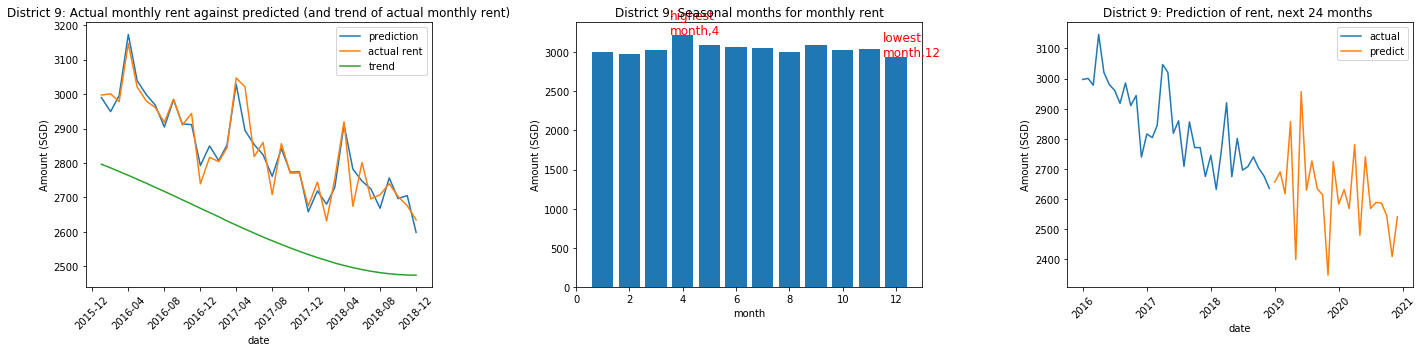 District 9: Actual monthly rent against predicted (and trend of actual monthly rent)
3200
3100
3000
2900
2800
2700
2600
2500
Amount (SGD)
prediction
actual rent
trend
2015-12
2016-04
2016-08
2016-12
2017-04
2017-08
2017-12
2018-04
2018-08
2018-12
date
District 9: Seasonal months for monthly rent
highest
month,4
lowest
month,12
3000
2500
2000
1500
1000
500
0
Amount (SGD)
0
2
4
6
8
10
12
month
District 9: Prediction of rent, next 24 months
3100
3000
2900
2800
2700
2600
2500
2400
Amount (SGD)
actual
predict
2016
2017
2018
2019
2020
2021
date